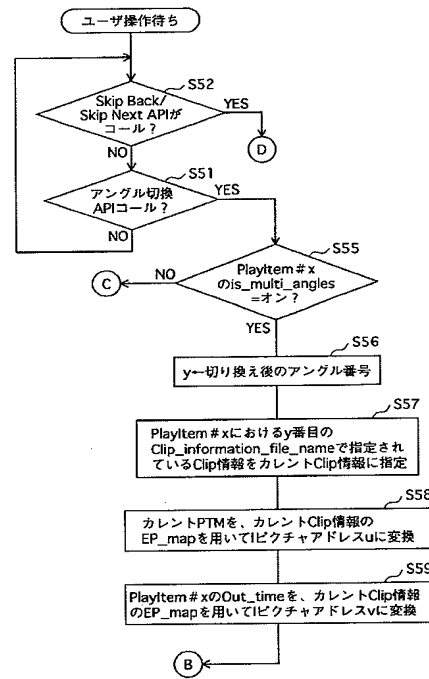 ユーザ操作待ち
S52
Skip Back/
Skip Next APIが
コール？
YES
D
NO
S51
アングル切換
APIコール？
YES
NO
S55
PlayItem＃x
のis_multi_angles
=オン？
NO
C
YES
S56
y←切り換え後のアングル番号
S57
PlayItem＃xにおけるy番目の
Clip_information_file_nameで指定され
ているClip情報をカレントClip情報に指定
S58
カレントPTMを、カレントClip情報の
EP_mapを用いてIピクチャアドレスuに変換
S59
PlayItem＃xのOut_timeを、カレントClip情報
のEP_mapを用いてIピクチャアドレスvに変換
B